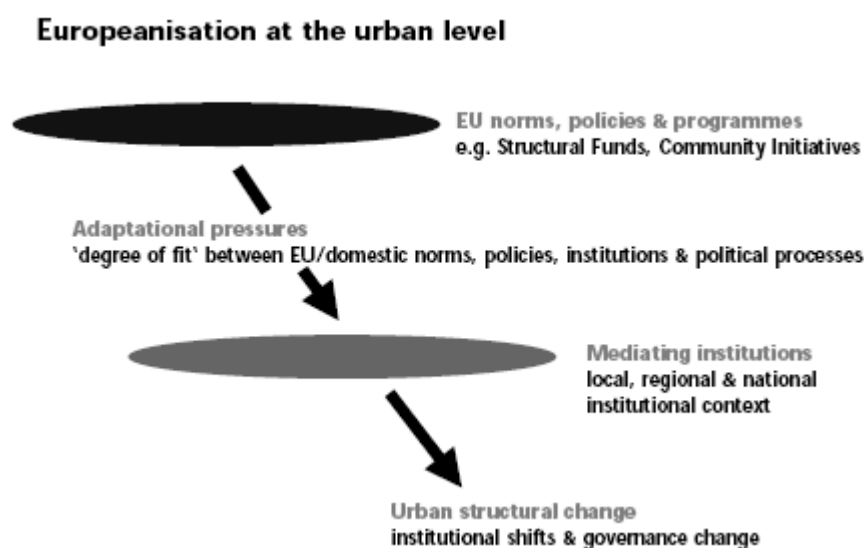 Europeanisation at the urban level
EU norms, policies & programmes
e.g. Structural Funds, Community Initiatives
Adaptational pressures
‘degree of fit‘ between EU/domestic norms, policies, institutions & political processes
Mediating institutions
local, regional & national
institutional context
Urban structural change
institutional shifts & governance change